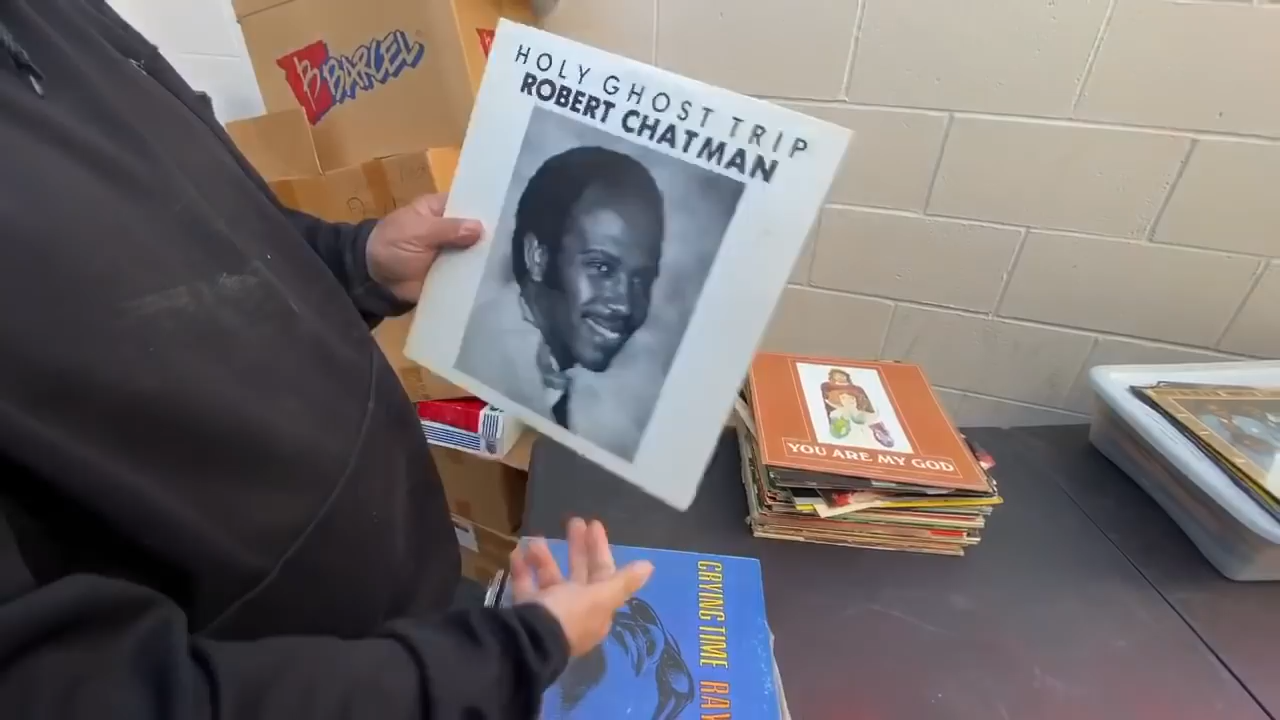 B BARCEL
HOLY GHOST TRIP
ROBERT CHATMAN
YOU ARE MY GOD
CRYING TIME RAY